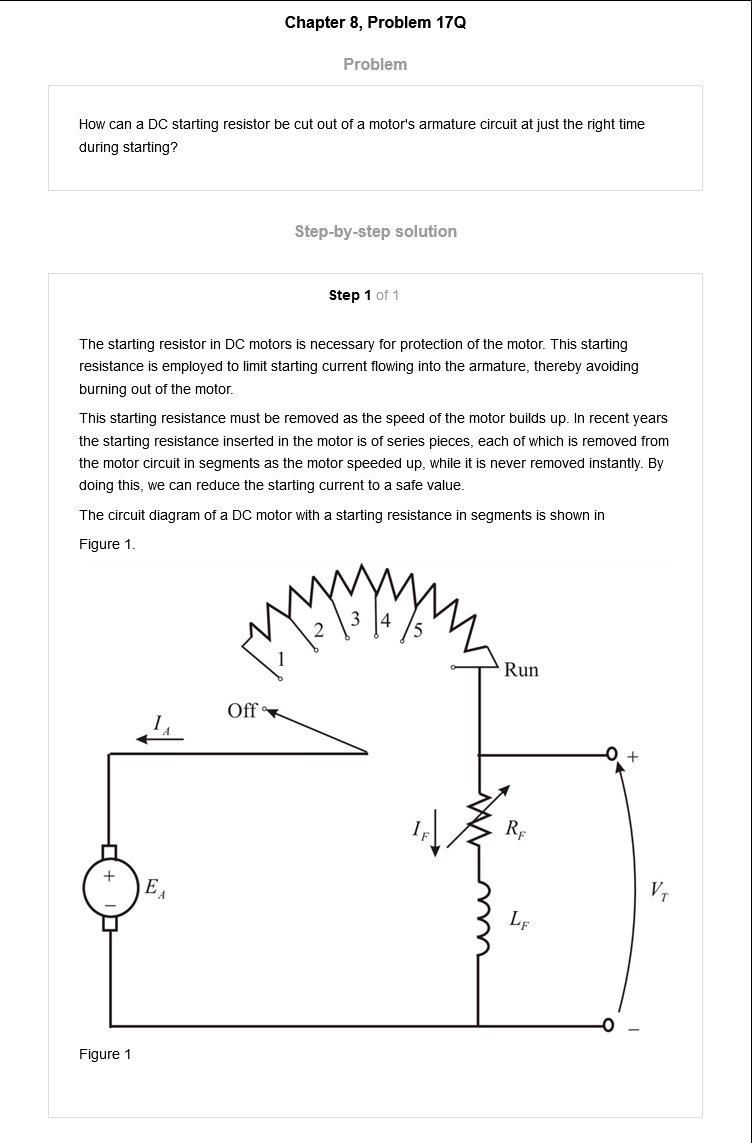 Chapter 8, Problem 17Q
Problem
How can a DC starting resistor be cut out of a motor's armature circuit at just the right time
during starting?
Step-by-step solution
Step 1 of 1
The starting resistor in DC motors is necessary for protection of the motor. This starting
resistance is employed to limit starting current flowing into the armature, thereby avoiding
burning out of the motor.
This starting resistance must be removed as the speed of the motor builds up. In recent years
the starting resistance inserted in the motor is of series pieces, each of which is removed from
the motor circuit in segments as the motor speeded up, while it is never removed instantly. By
doing this, we can reduce the starting current to a safe value.
The circuit diagram of a DC motor with a starting resistance in segments is shown in
Figure 1.
1 2 3 4 5
Run
Off
I_A
+
I_F
R_F
+
E_A
–
V_T
L_F
–
Figure 1